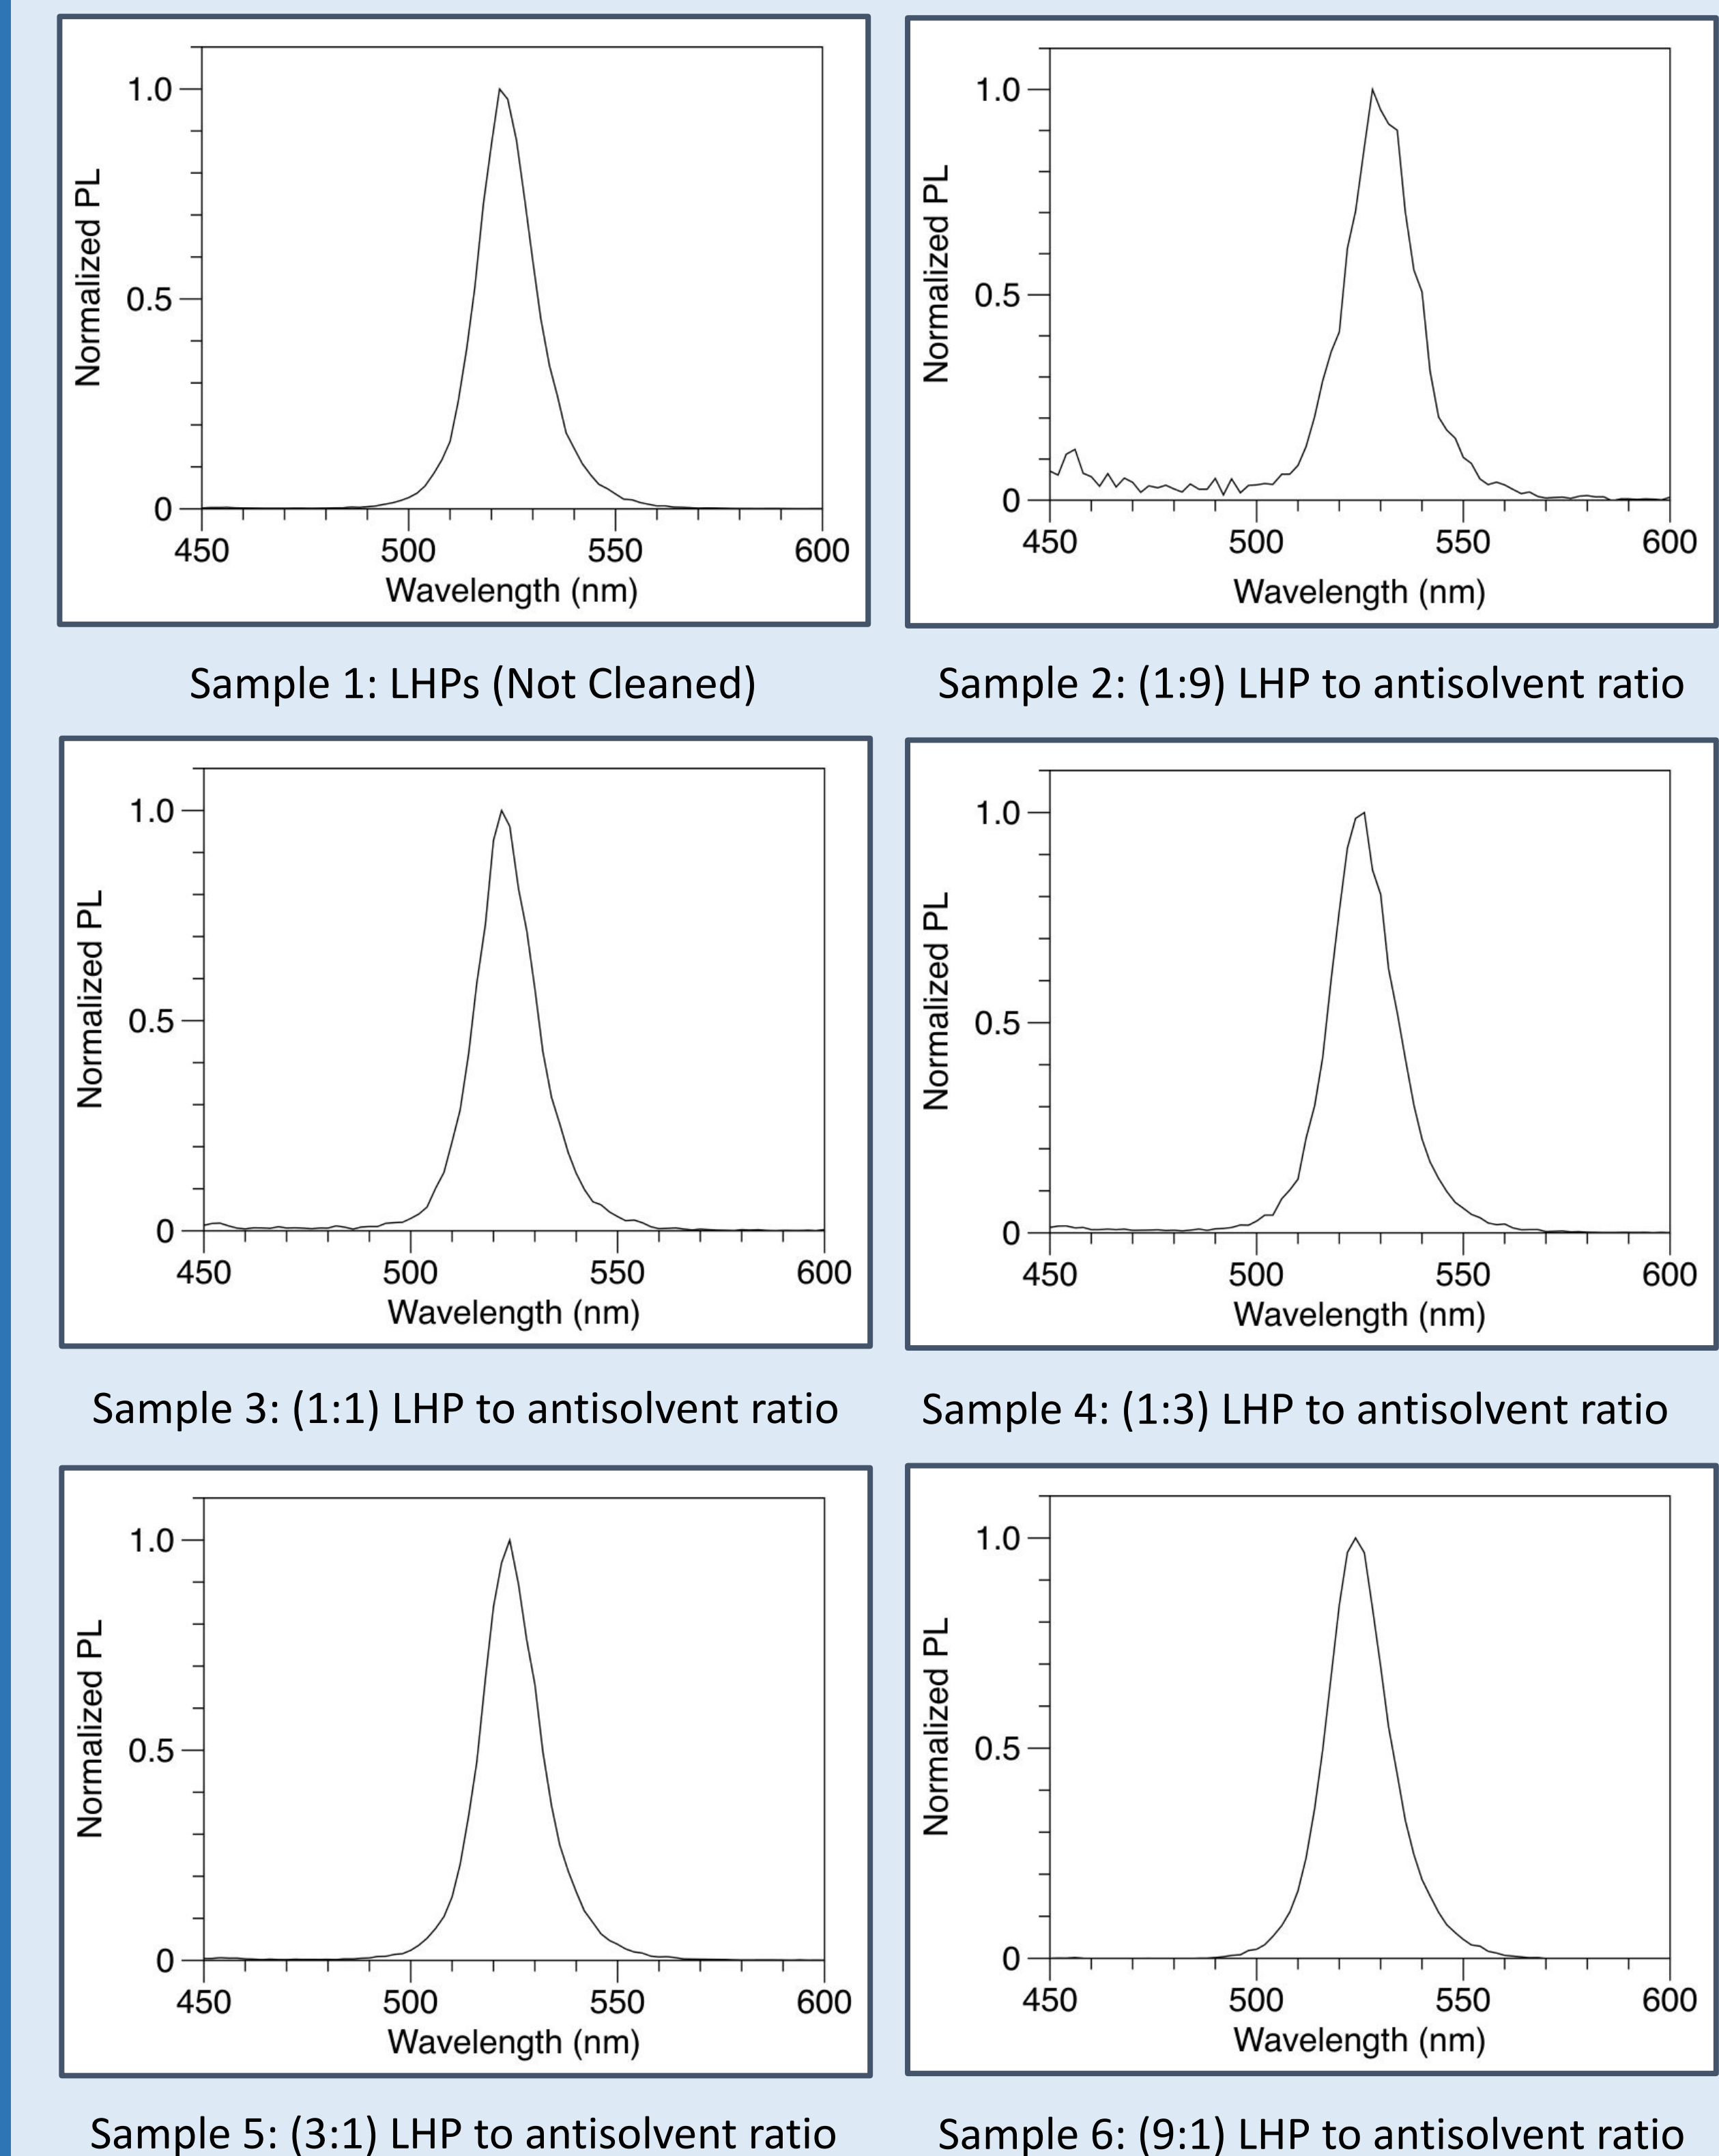 1.0
0.5
0
Normalized PL
450 500 550 600
Wavelength (nm)
Sample 1: LHPs (Not Cleaned)
1.0
0.5
0
Normalized PL
450 500 550 600
Wavelength (nm)
Sample 2: (1:9) LHP to antisolvent ratio
1.0
0.5
0
Normalized PL
450 500 550 600
Wavelength (nm)
Sample 3: (1:1) LHP to antisolvent ratio
1.0
0.5
0
Normalized PL
450 500 550 600
Wavelength (nm)
Sample 4: (1:3) LHP to antisolvent ratio
1.0
0.5
0
Normalized PL
450 500 550 600
Wavelength (nm)
Sample 5: (3:1) LHP to antisolvent ratio
1.0
0.5
0
Normalized PL
450 500 550 600
Wavelength (nm)
Sample 6: (9:1) LHP to antisolvent ratio